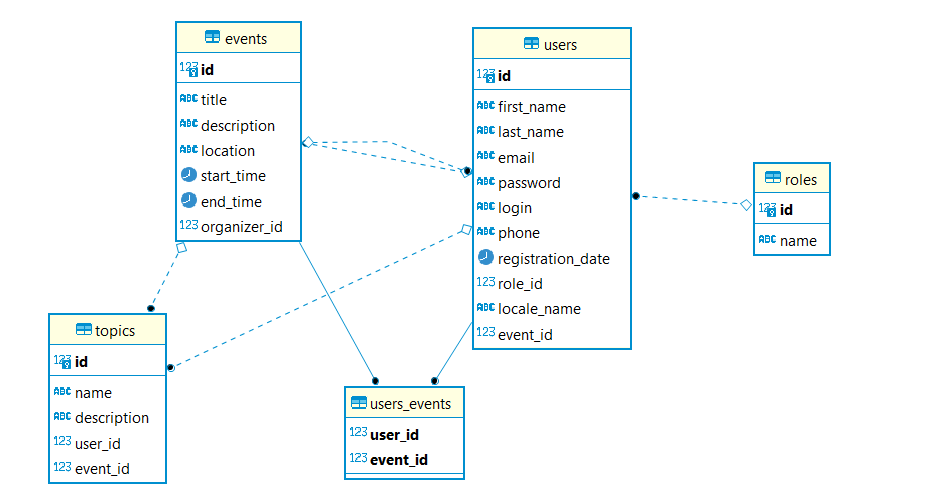 events
123 id
ABC title
ABC description
ABC location
start_time
end_time
123 organizer_id
users
123 id
ABC first_name
ABC last_name
ABC email
ABC password
ABC login
ABC phone
registration_date
123 role_id
ABC locale_name
123 event_id
roles
123 id
ABC name
topics
123 id
ABC name
ABC description
123 user_id
123 event_id
users_events
123 user_id
123 event_id